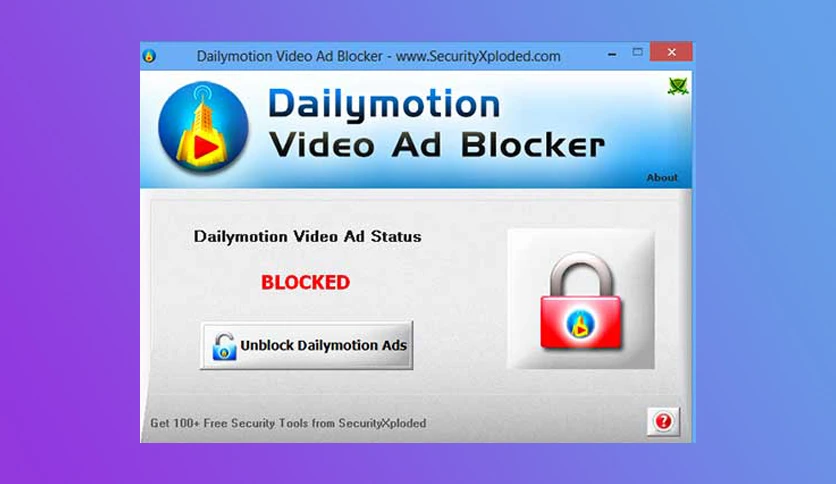 Dailymotion Video Ad Blocker - www.SecurityXploded.com
Dailymotion
Video Ad Blocker
About
Dailymotion Video Ad Status
BLOCKED
Unblock Dailymotion Ads
Get 100+ Free Security Tools from SecurityXploded
?